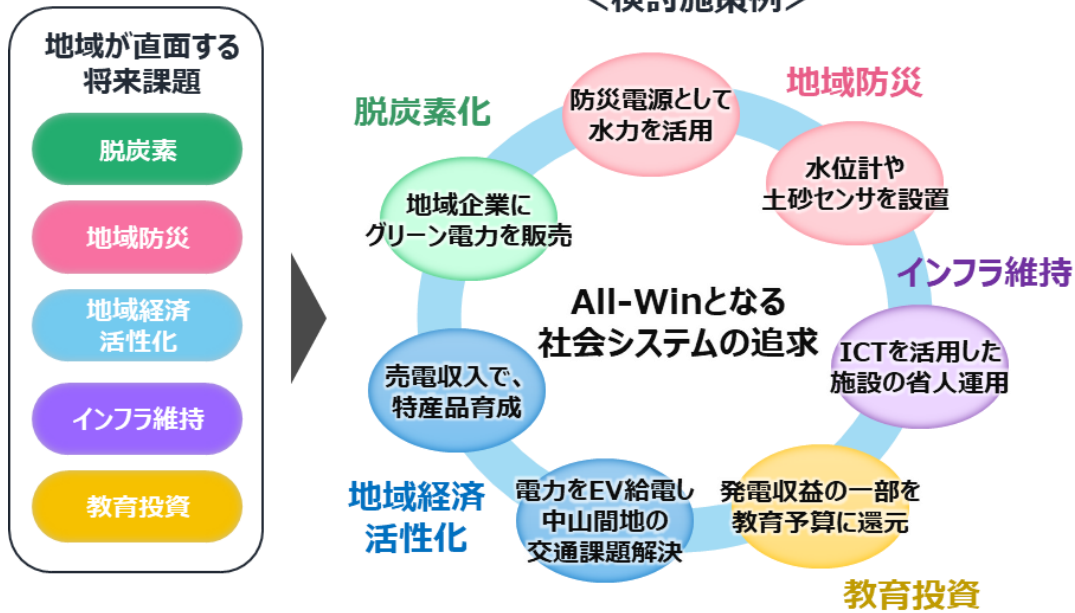 <検討施策例>
地域が直面する
将来課題
脱炭素
地域防災
地域経済
活性化
インフラ維持
教育投資
脱炭素化
地域防災
防災電源として
水力を活用
水位計や
土砂センサを設置
地域企業に
グリーン電力を販売
インフラ維持
All-Winとなる
社会システムの追求
ICTを活用した
施設の省人運用
売電収入で、
特産品育成
地域経済
活性化
電力をEV給電し
中山間地の
交通課題解決
発電収益の一部を
教育予算に還元
教育投資